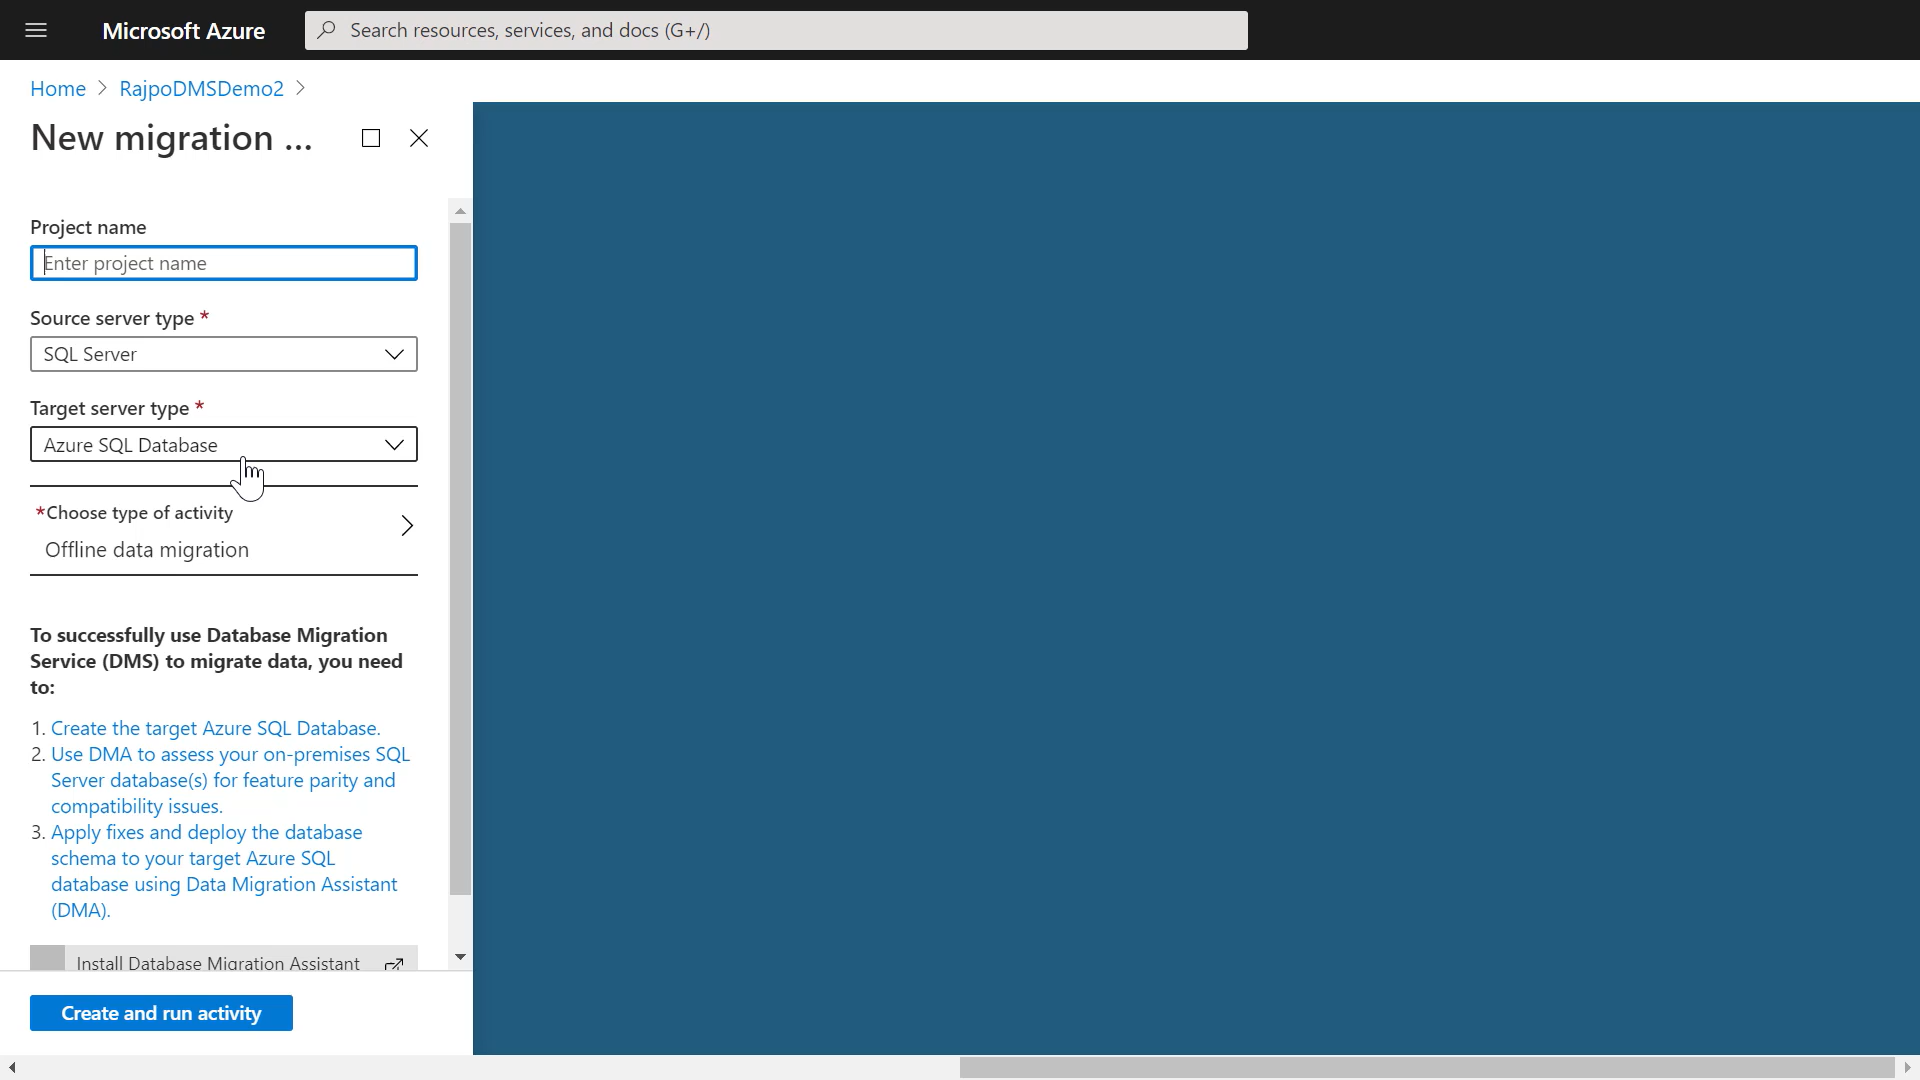 Microsoft Azure
Search resources, services, and docs (G+/)
Home > RajpoDMSDemo2 >
New migration ...
Project name
Enter project name
Source server type *
SQL Server
Target server type *
Azure SQL Database
*Choose type of activity
Offline data migration
To successfully use Database Migration
Service (DMS) to migrate data, you need
to:
1. Create the target Azure SQL Database.
2. Use DMA to assess your on-premises SQL
Server database(s) for feature parity and
compatibility issues.
3. Apply fixes and deploy the database
schema to your target Azure SQL
database using Data Migration Assistant
(DMA).
Install Database Migration Assistant
Create and run activity